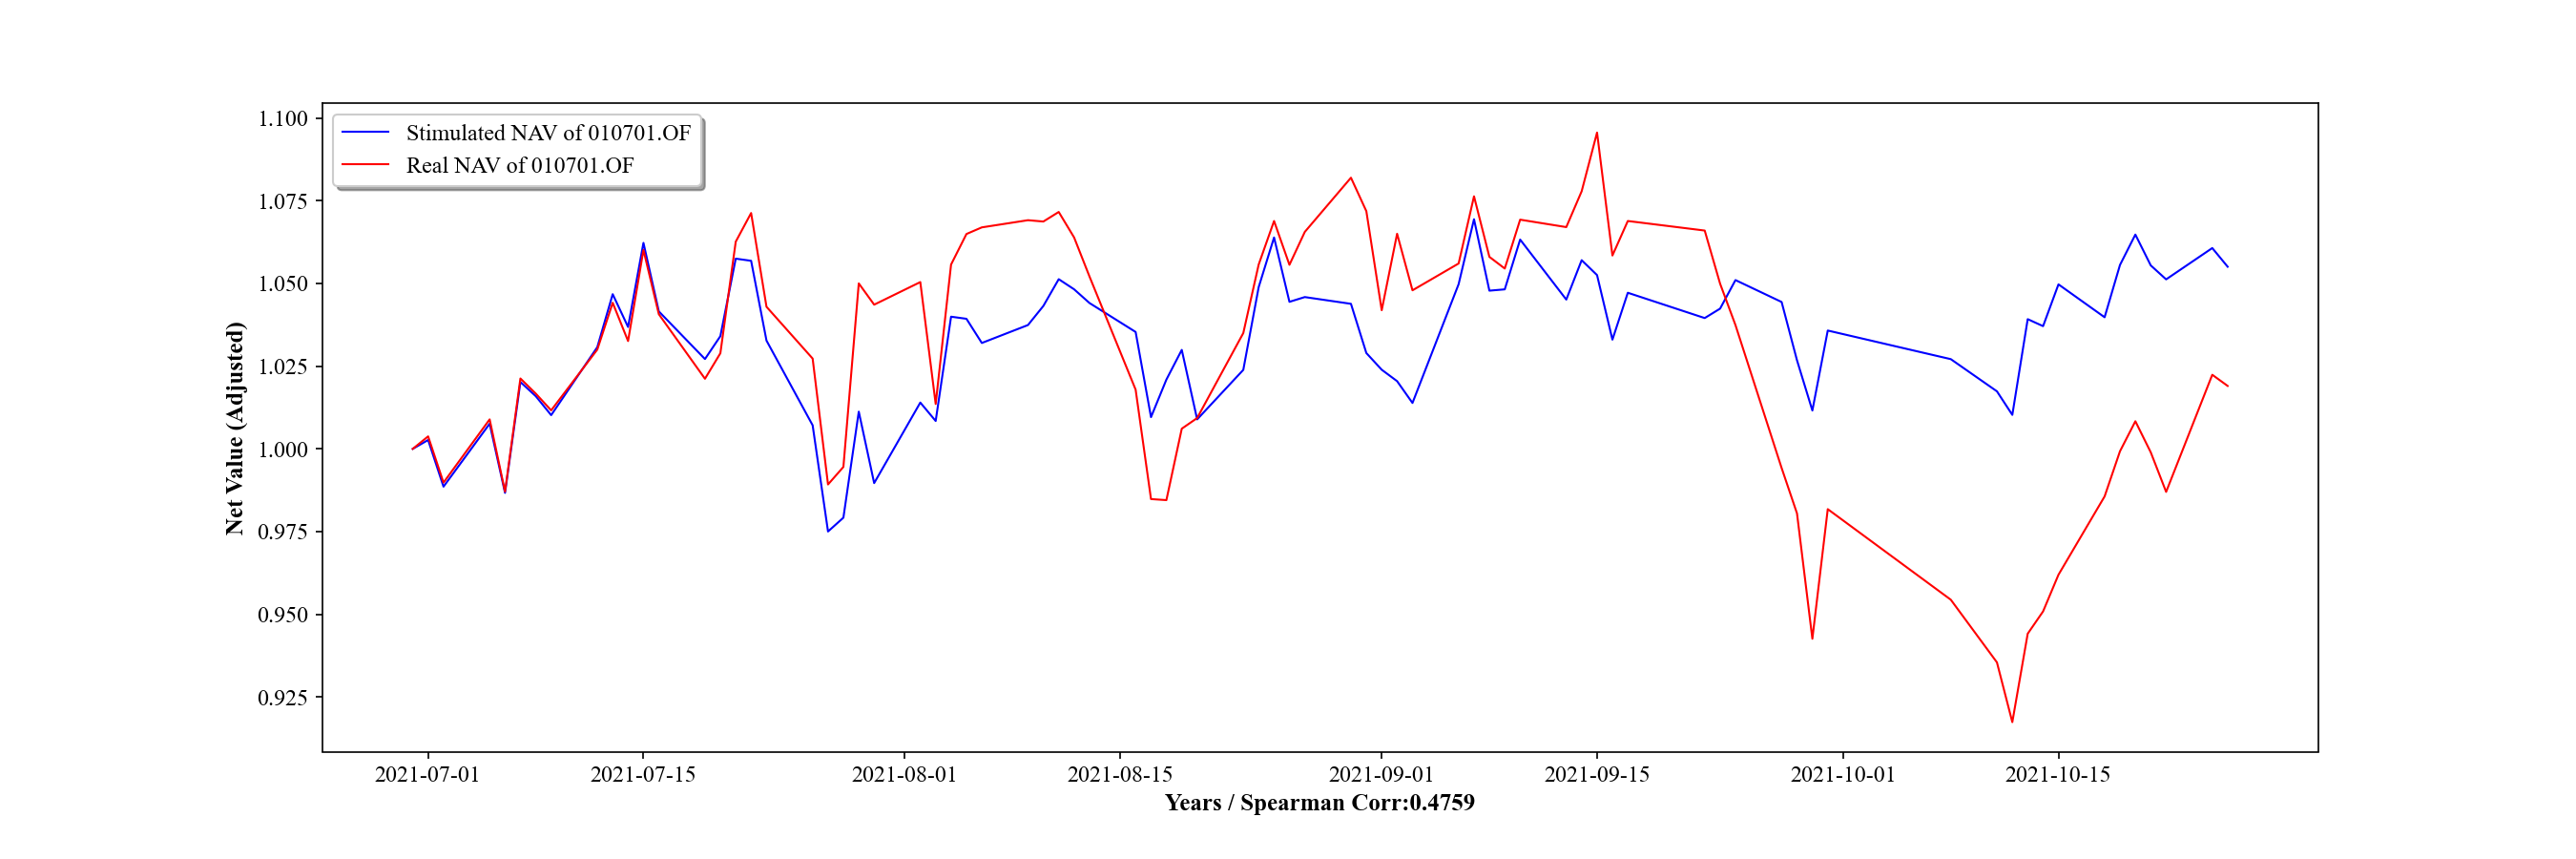 1.100
1.075
1.050
1.025
1.000
0.975
0.950
0.925
Net Value (Adjusted)
Stimulated NAV of 010701.OF
Real NAV of 010701.OF
2021-07-01 2021-07-15 2021-08-01 2021-08-15 2021-09-01 2021-09-15 2021-10-01 2021-10-15
Years / Spearman Corr:0.4759